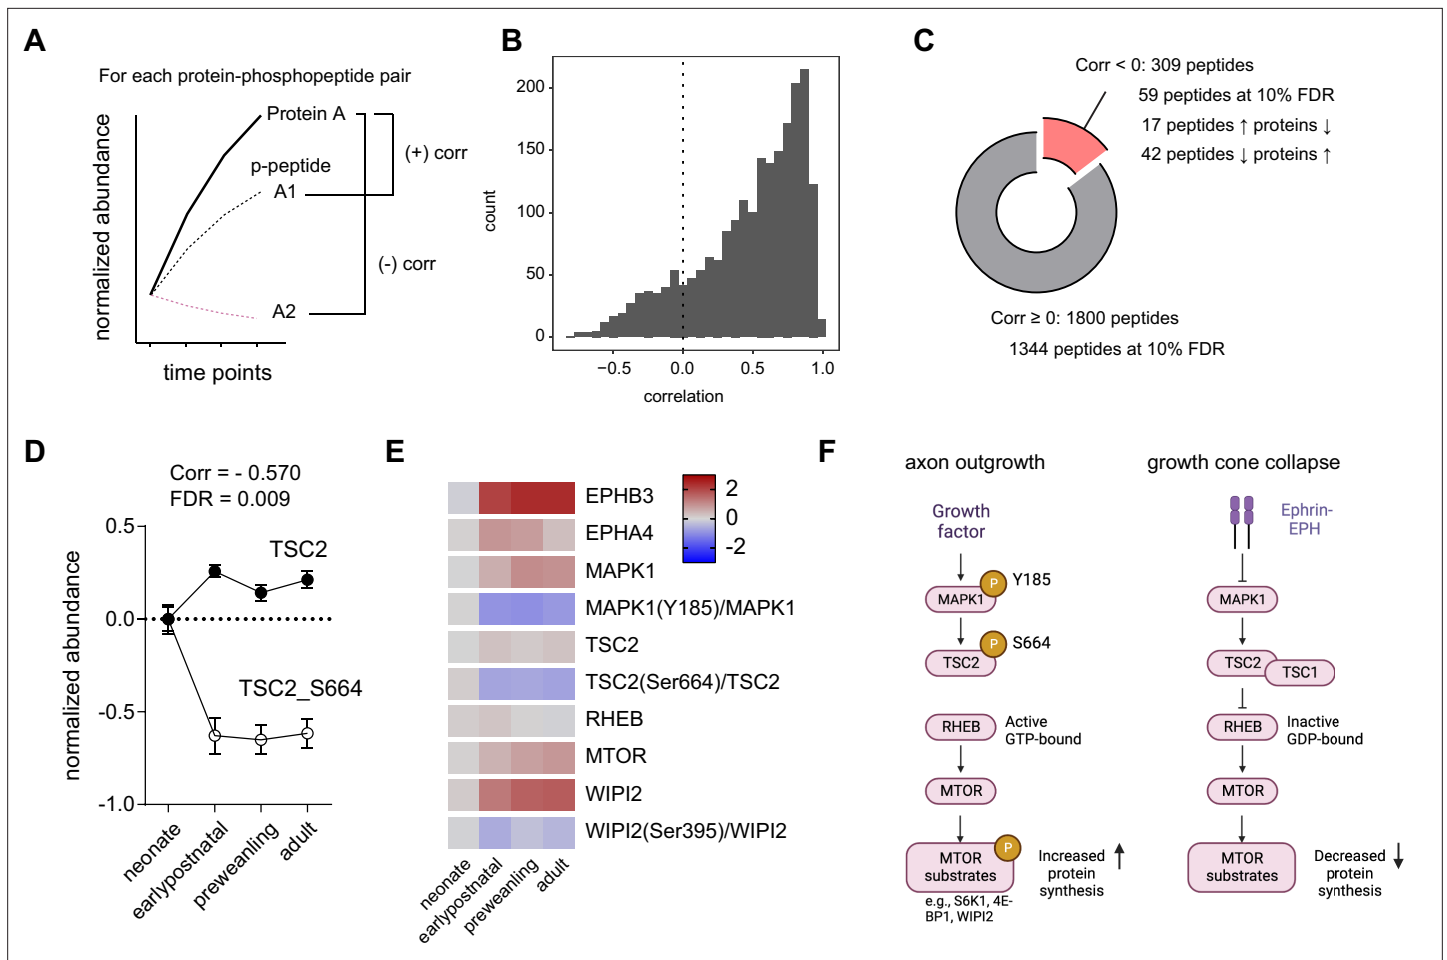 A
For each protein-phosphopeptide pair
normalized abundance
Protein A
p-peptide
A1
A2
(+) corr
(-) corr
time points
B
count
200
150
100
50
0
−0.5
0.0
0.5
1.0
correlation
C
Corr < 0: 309 peptides
59 peptides at 10% FDR
17 peptides ↑ proteins ↓
42 peptides ↓ proteins ↑
Corr ≥ 0: 1800 peptides
1344 peptides at 10% FDR
D
Corr = - 0.570
FDR = 0.009
normalized abundance
0.5
0.0
-0.5
-1.0
TSC2
TSC2_S664
neonate
earlypostnatal
preweanling
adult
E
EPHB3
EPHA4
MAPK1
MAPK1(Y185)/MAPK1
TSC2
TSC2(Ser664)/TSC2
RHEB
MTOR
WIPI2
WIPI2(Ser395)/WIPI2
2
0
-2
neonate
earlypostnatal
preweanling
adult
F
axon outgrowth
Growth
factor
P
Y185
MAPK1
P
S664
TSC2
RHEB
Active
GTP-bound
MTOR
P
MTOR
substrates
Increased
protein
synthesis
e.g., S6K1, 4E-
BP1, WIPI2
growth cone collapse
Ephrin-
EPH
MAPK1
TSC2
TSC1
RHEB
Inactive
GDP-bound
MTOR
MTOR
substrates
Decreased
protein
synthesis